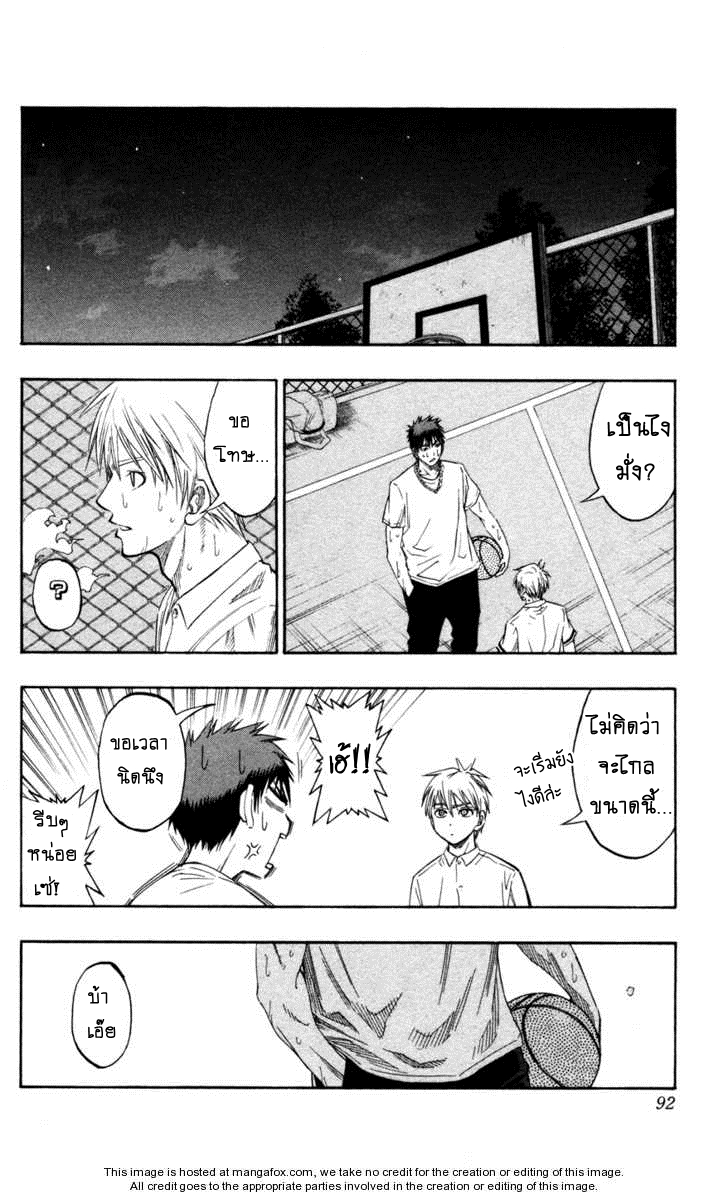 เป็นไง
มั่ง?
ขอ
โทษ...
?
ไม่คิดว่า
จะไกล
ขนาดนี้...
จะเริ่มยัง
ไงดีล่ะ
เฮ้!!
ขอเวลา
นิดนึง
รีบๆ
หน่อย
เซ่!
บ้า
เอ๊ย
92
This image is hosted at mangafox.com, we take no credit for the creation or editing of this image.
All credit goes to the appropriate parties involved in the creation or editing of this image.